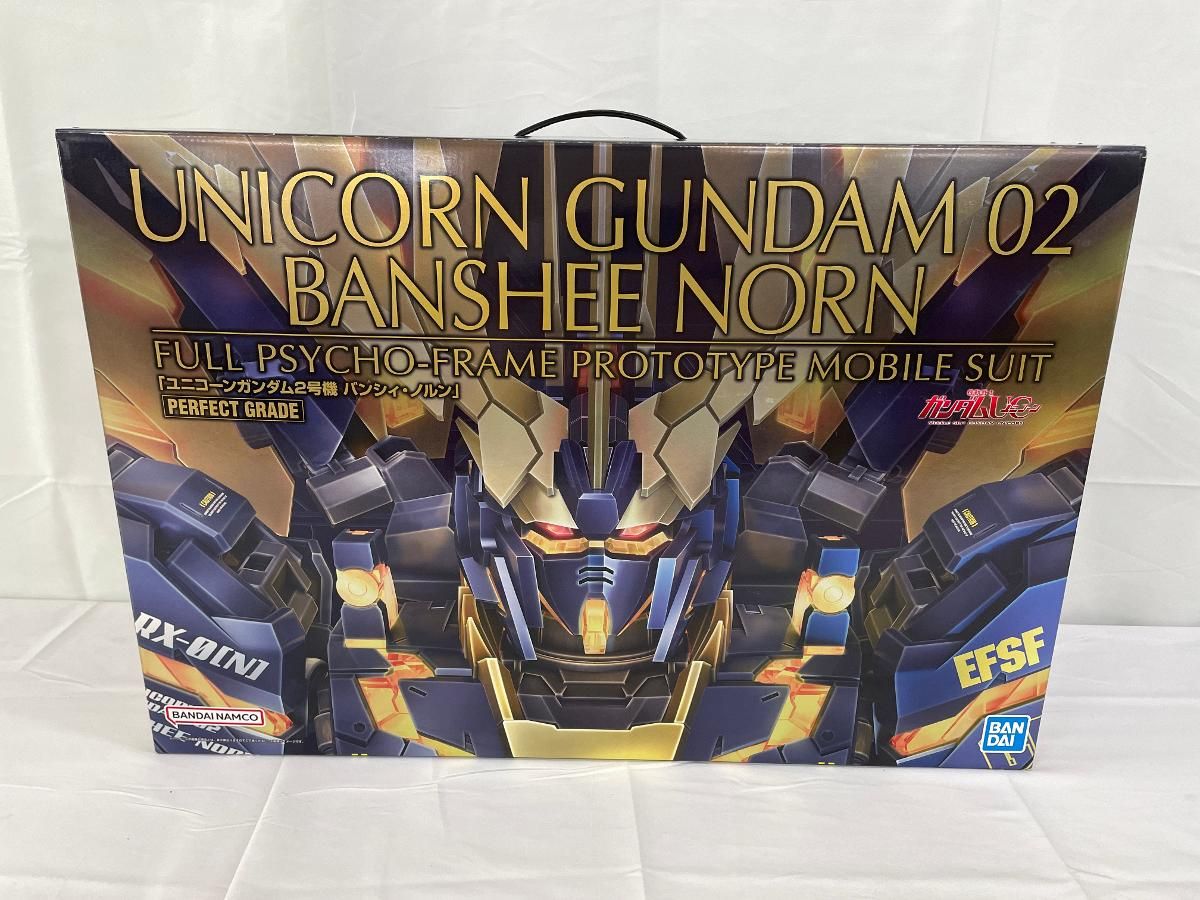 UNICORN GUNDAM 02
BANSHEE NORN
FULL PSYCHO-FRAME PROTOTYPE MOBILE SUIT
「ユニコーンガンダム2号機 バンシィ・ノルン」
PERFECT GRADE
ガンダムUC
RX-0[N]
EFSF
BANDAI NAMCO
BAN
DAI